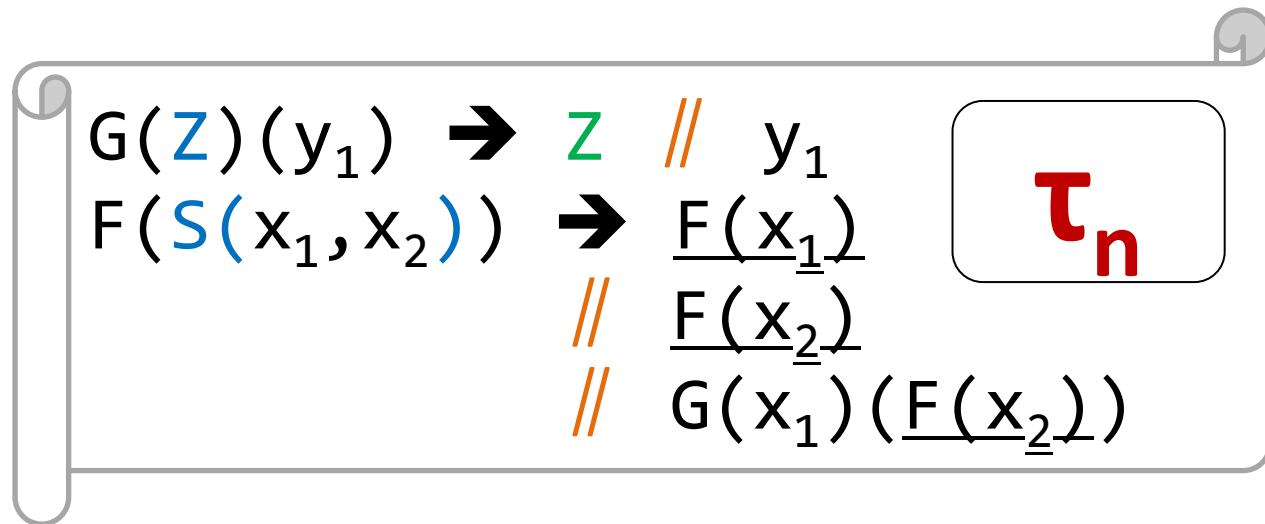 G(Z)(y₁) ➔ Z // y₁
F(S(x₁,x₂)) ➔ F(x₁)
// F(x₂)
// G(x₁)(F(x₂))
τₙ